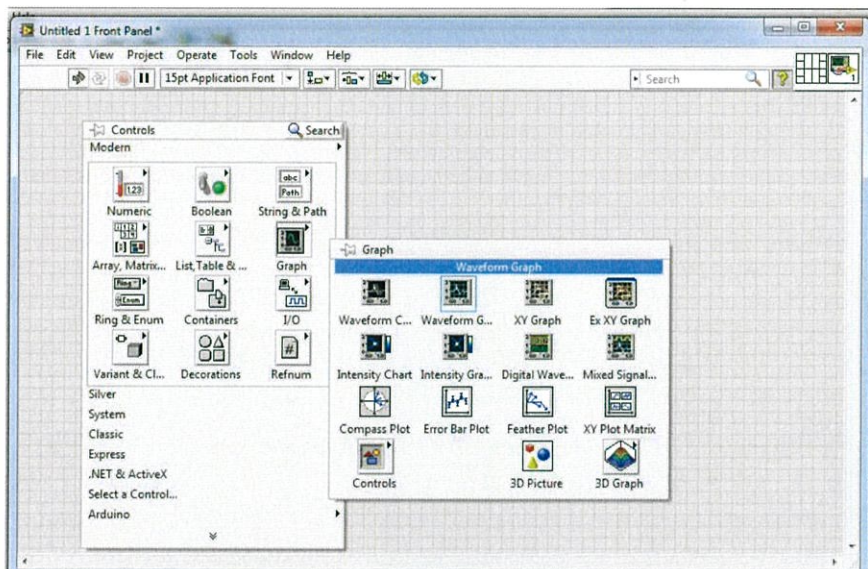 Untitled 1 Front Panel *
File Edit View Project Operate Tools Window Help
15pt Application Font
Search
1
Controls
Search
Modern
123
abc
Path
Numeric Boolean String & Path
Array, Matrix... List, Table & ... Graph
Ring
Enum
Ring & Enum Containers I/O
#
Variant & Cl... Decorations Refnum
Silver
System
Classic
Express
.NET & ActiveX
Select a Control...
Arduino
Graph
Waveform Graph
Waveform C... Waveform G... XY Graph Ex XY Graph
Intensity Chart Intensity Gra... Digital Wave... Mixed Signal...
Compass Plot Error Bar Plot Feather Plot XY Plot Matrix
Controls 3D Picture 3D Graph